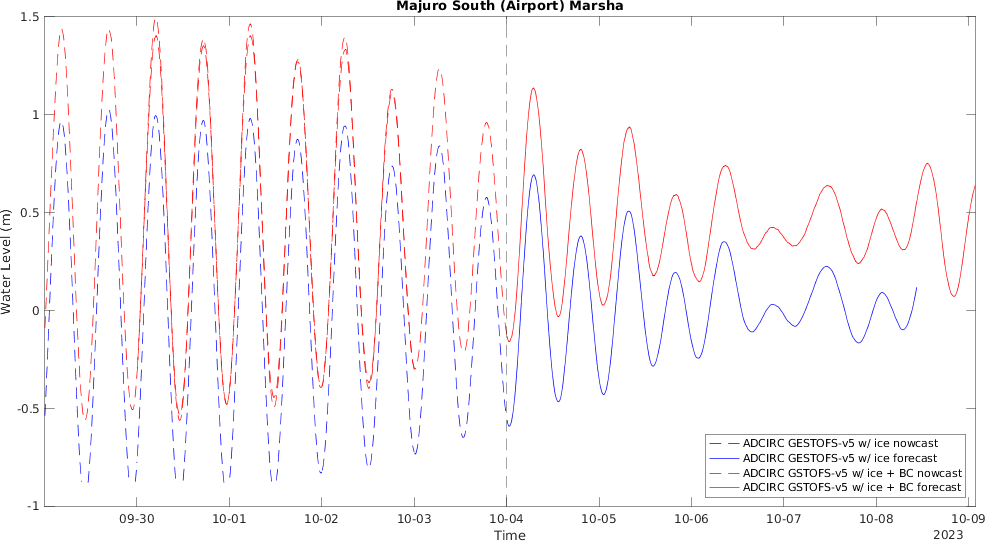 Majuro South (Airport) Marsha
1.5
1
0.5
0
-0.5
-1
Water Level (m)
09-30
10-01
10-02
10-03
10-04
10-05
10-06
10-07
10-08
10-09
Time
2023
ADCIRC GESTOFS-v5 w/ ice nowcast
ADCIRC GESTOFS-v5 w/ ice forecast
ADCIRC GSTOFS-v5 w/ ice + BC nowcast
ADCIRC GSTOFS-v5 w/ ice + BC forecast